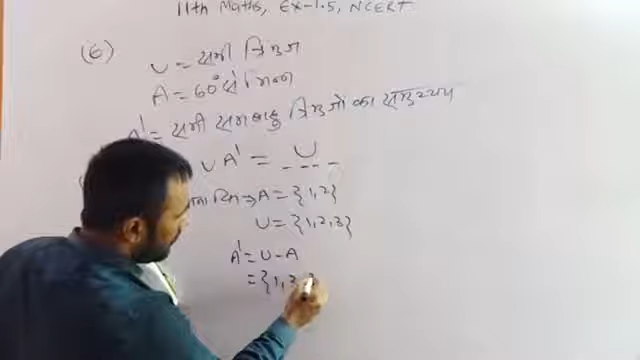 11th Maths, Ex-1.5, NCERT
(6) U = सभी त्रिभुज
A = 60° से भिन्न
A' = सभी समबाहु त्रिभुजों का समुच्चय
U A' = U
A = {1,2}
U = {1,2,3}
A' = U - A
= {1,